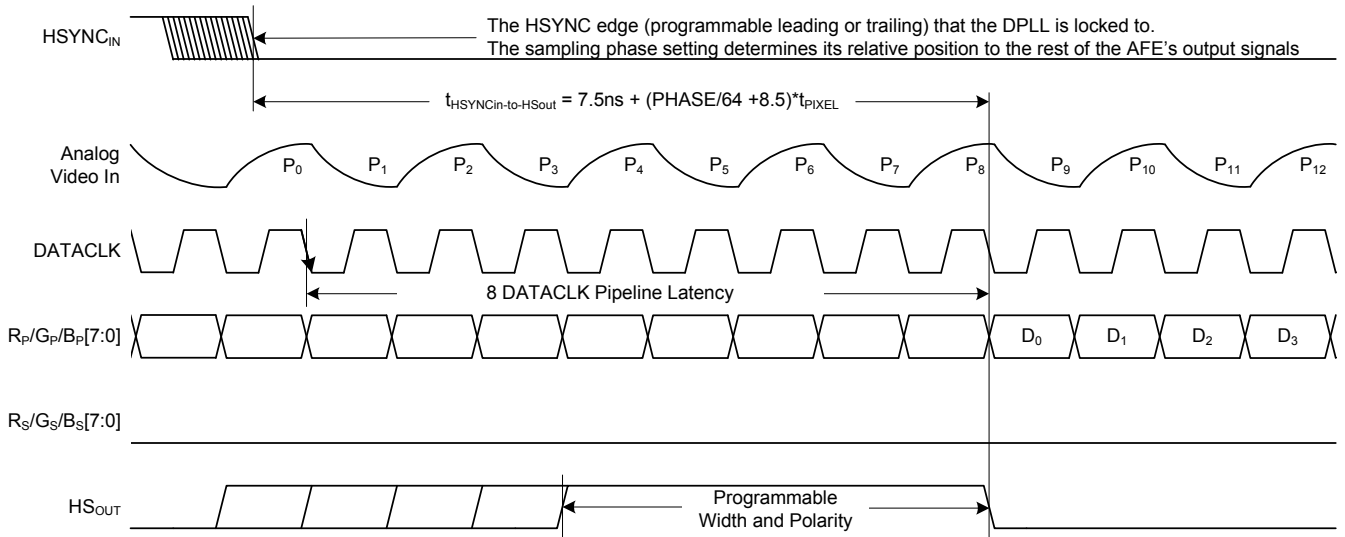 HSYNCIN
The HSYNC edge (programmable leading or trailing) that the DPLL is locked to.
The sampling phase setting determines its relative position to the rest of the AFE's output signals
tHSYNCin-to-HSout = 7.5ns + (PHASE/64 +8.5)*tPIXEL
Analog
Video In
P0 P1 P2 P3 P4 P5 P6 P7 P8 P9 P10 P11 P12
DATACLK
8 DATACLK Pipeline Latency
RP/GP/BP[7:0]
D0 D1 D2 D3
RS/GS/BS[7:0]
HSOUT
Programmable
Width and Polarity